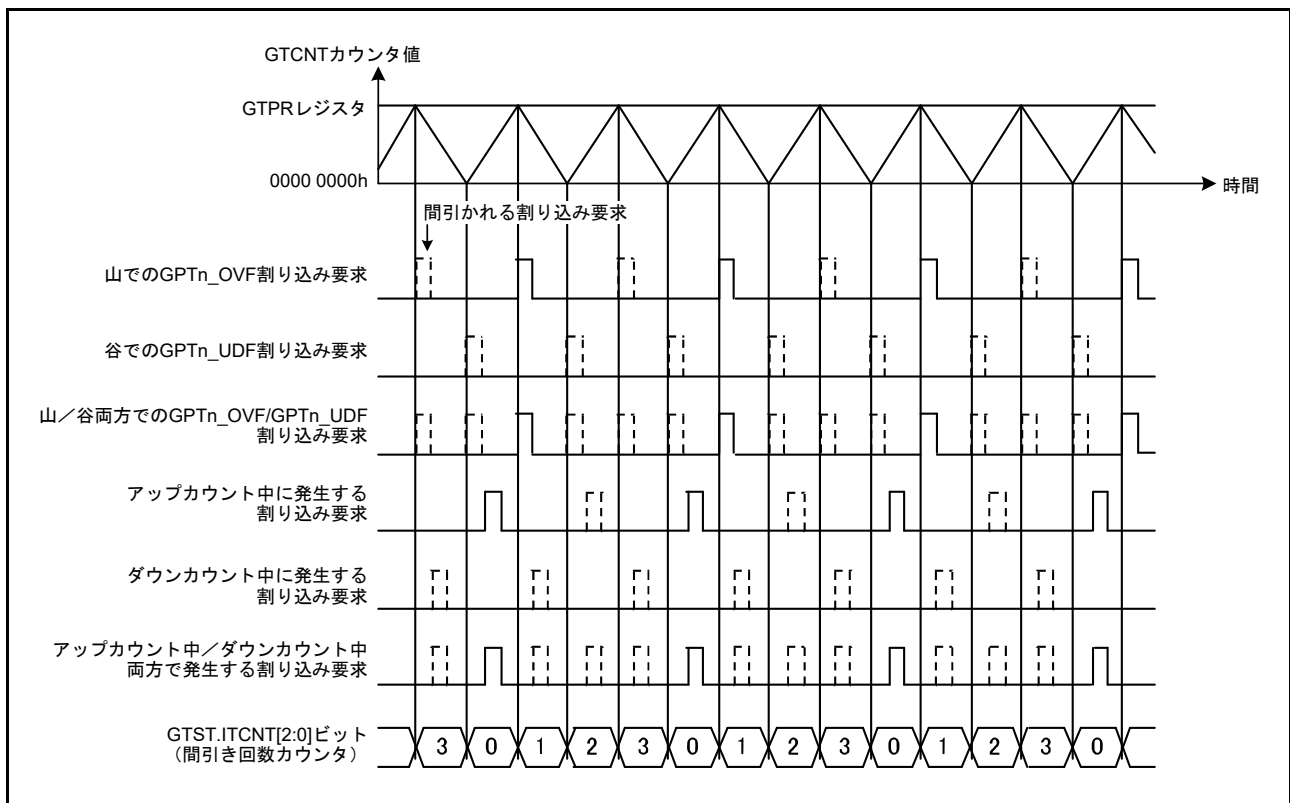 GTCNTカウンタ値
GTPRレジスタ
0000 0000h
時間
間引かれる割り込み要求
山でのGPTn_OVF割り込み要求
谷でのGPTn_UDF割り込み要求
山／谷両方でのGPTn_OVF/GPTn_UDF
割り込み要求
アップカウント中に発生する
割り込み要求
ダウンカウント中に発生する
割り込み要求
アップカウント中／ダウンカウント中
両方で発生する割り込み要求
GTST.ITCNT[2:0]ビット
（間引き回数カウンタ）
3 0 1 2 3 0 1 2 3 0 1 2 3 0